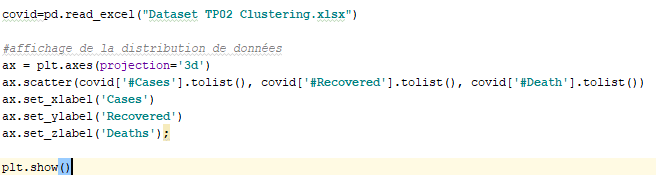 covid=pd.read_excel("Dataset TP02 Clustering.xlsx")
#affichage de la distribution de données
ax = plt.axes(projection='3d')
ax.scatter(covid['#Cases'].tolist(), covid['#Recovered'].tolist(), covid['#Death'].tolist())
ax.set_xlabel('Cases')
ax.set_ylabel('Recovered')
ax.set_zlabel('Deaths');
plt.show()